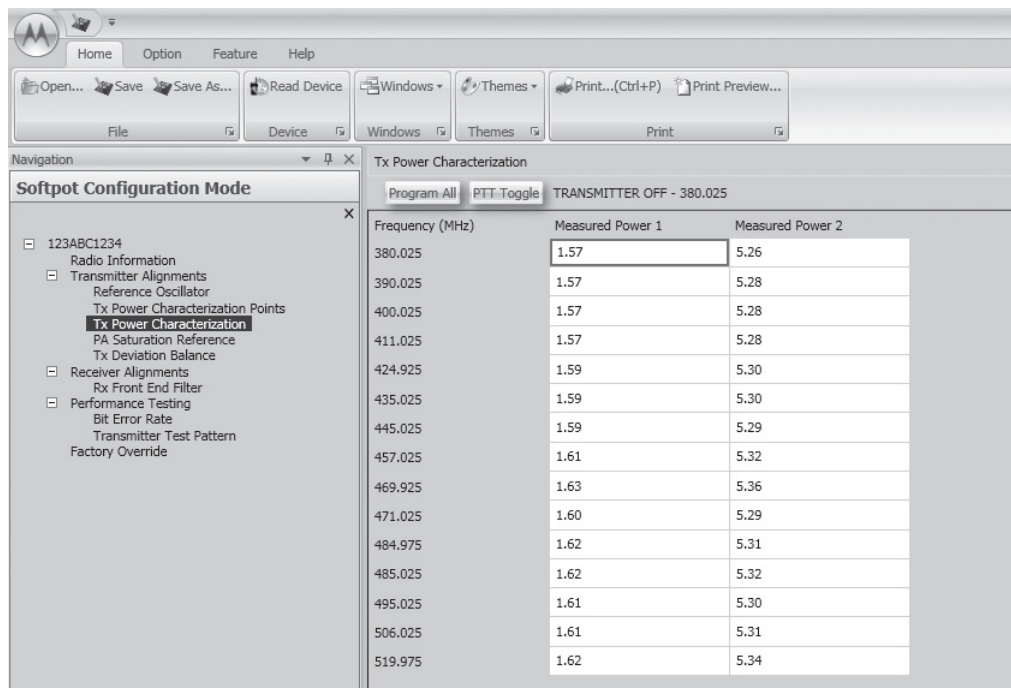 Home Option Feature Help
Open... Save Save As... Read Device Windows Themes Print...(Ctrl+P) Print Preview...
File Device Windows Themes Print
Navigation
Softpot Configuration Mode
123ABC1234
Radio Information
Transmitter Alignments
Reference Oscillator
Tx Power Characterization Points
Tx Power Characterization
PA Saturation Reference
Tx Deviation Balance
Receiver Alignments
Rx Front End Filter
Performance Testing
Bit Error Rate
Transmitter Test Pattern
Factory Override
Tx Power Characterization
Program All PTT Toggle TRANSMITTER OFF - 380.025
Frequency (MHz) Measured Power 1 Measured Power 2
380.025 1.57 5.26
390.025 1.57 5.28
400.025 1.57 5.28
411.025 1.57 5.28
424.925 1.59 5.30
435.025 1.59 5.30
445.025 1.59 5.29
457.025 1.61 5.32
469.925 1.63 5.36
471.025 1.60 5.29
484.975 1.62 5.31
485.025 1.62 5.32
495.025 1.61 5.30
506.025 1.61 5.31
519.975 1.62 5.34